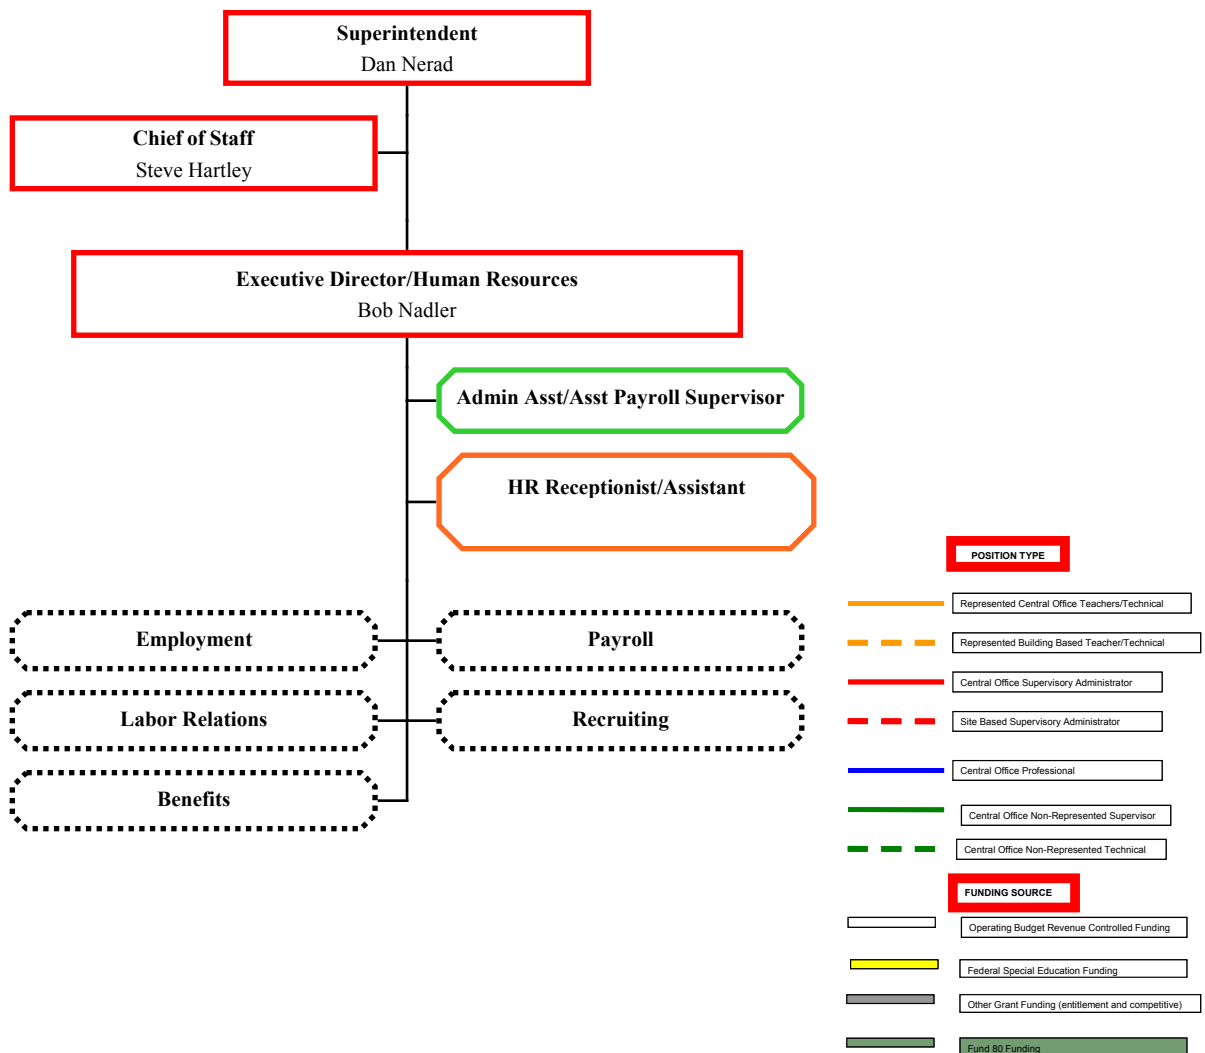 Superintendent
Dan Nerad
Chief of Staff
Steve Hartley
Executive Director/Human Resources
Bob Nadler
Admin Asst/Asst Payroll Supervisor
HR Receptionist/Assistant
Employment
Payroll
Labor Relations
Recruiting
Benefits
POSITION TYPE
Represented Central Office Teachers/Technical
Represented Building Based Teacher/Technical
Central Office Supervisory Administrator
Site Based Supervisory Administrator
Central Office Professional
Central Office Non-Represented Supervisor
Central Office Non-Represented Technical
FUNDING SOURCE
Operating Budget Revenue Controlled Funding
Federal Special Education Funding
Other Grant Funding (entitlement and competitive)
Fund 80 Funding